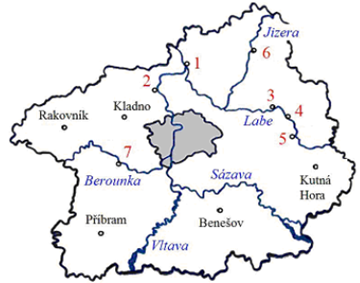 Jizera
1
6
2
3
Kladno
4
Rakovník
Labe
5
7
Sázava
Berounka
Kutná
Hora
Příbram
Benešov
Vltava